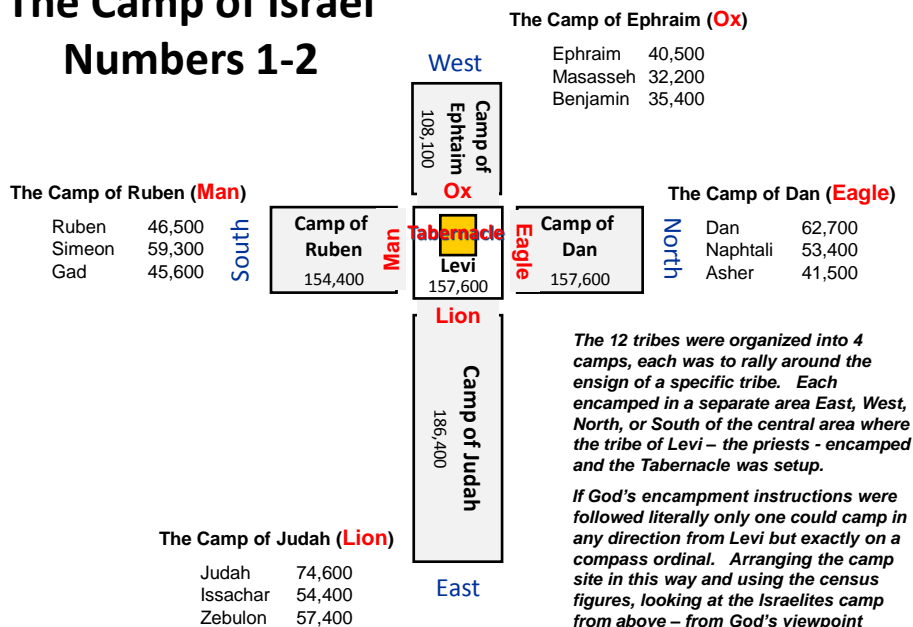 The Camp of Israel
Numbers 1-2
The Camp of Ephraim (Ox)
Ephraim 40,500
Masasseh 32,200
Benjamin 35,400
West
Camp of
Ephtaim
108,100
Ox
The Camp of Ruben (Man)
Ruben 46,500
Simeon 59,300
Gad 45,600
South
Camp of
Ruben
154,400
Man
Tabernacle
Levi
157,600
Eagle
Camp of
Dan
157,600
North
The Camp of Dan (Eagle)
Dan 62,700
Naphtali 53,400
Asher 41,500
Lion
Camp of Judah
186,400
East
The Camp of Judah (Lion)
Judah 74,600
Issachar 54,400
Zebulon 57,400
The 12 tribes were organized into 4
camps, each was to rally around the
ensign of a specific tribe. Each
encamped in a separate area East, West,
North, or South of the central area where
the tribe of Levi – the priests - encamped
and the Tabernacle was setup.
If God's encampment instructions were
followed literally only one could camp in
any direction from Levi but exactly on a
compass ordinal. Arranging the camp
site in this way and using the census
figures, looking at the Israelites camp
from above – from God's viewpoint